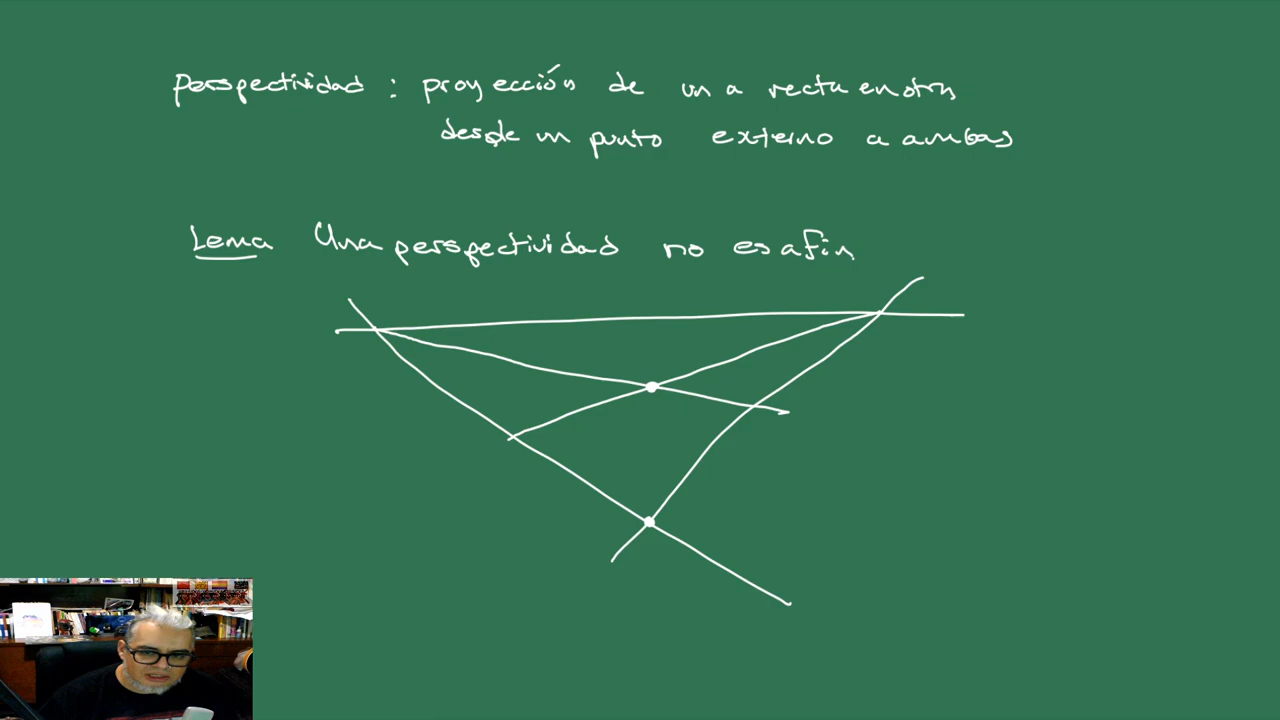 perspectividad : proyección de una recta en otra
desde un punto externo a ambas
Lema Una perspectividad no es afín